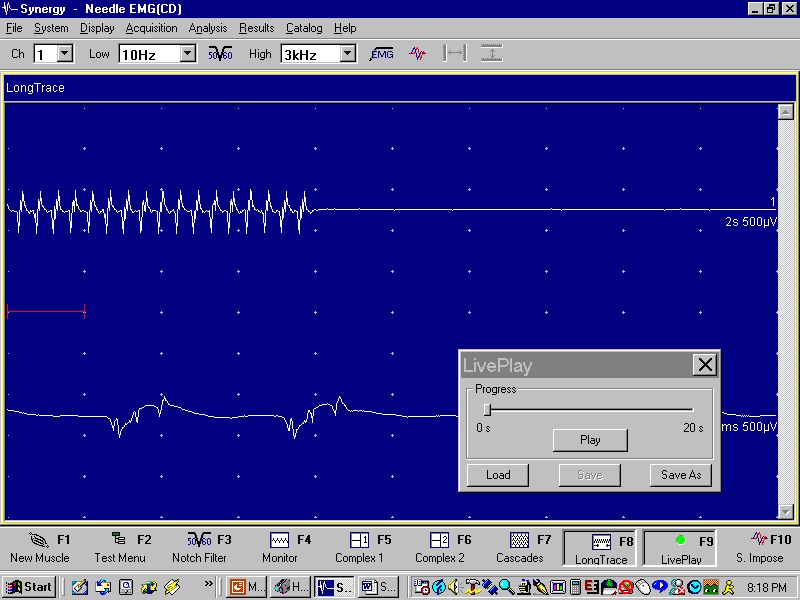 Synergy - Needle EMG(CD)
File System Display Acquisition Analysis Results Catalog Help
Ch 1 Low 10Hz 50/60 High 3kHz EMG
LongTrace
1
2s 500µV
LivePlay
Progress
0 s 20 s
Play
Load Save Save As
ms 500µV
F1 F2 50/60 F3 F4 F5 F6 F7 F8 F9 F10
New Muscle Test Menu Notch Filter Monitor Complex 1 Complex 2 Cascades LongTrace LivePlay S. Impose
Start » M... H... S.. S... 8:18 PM